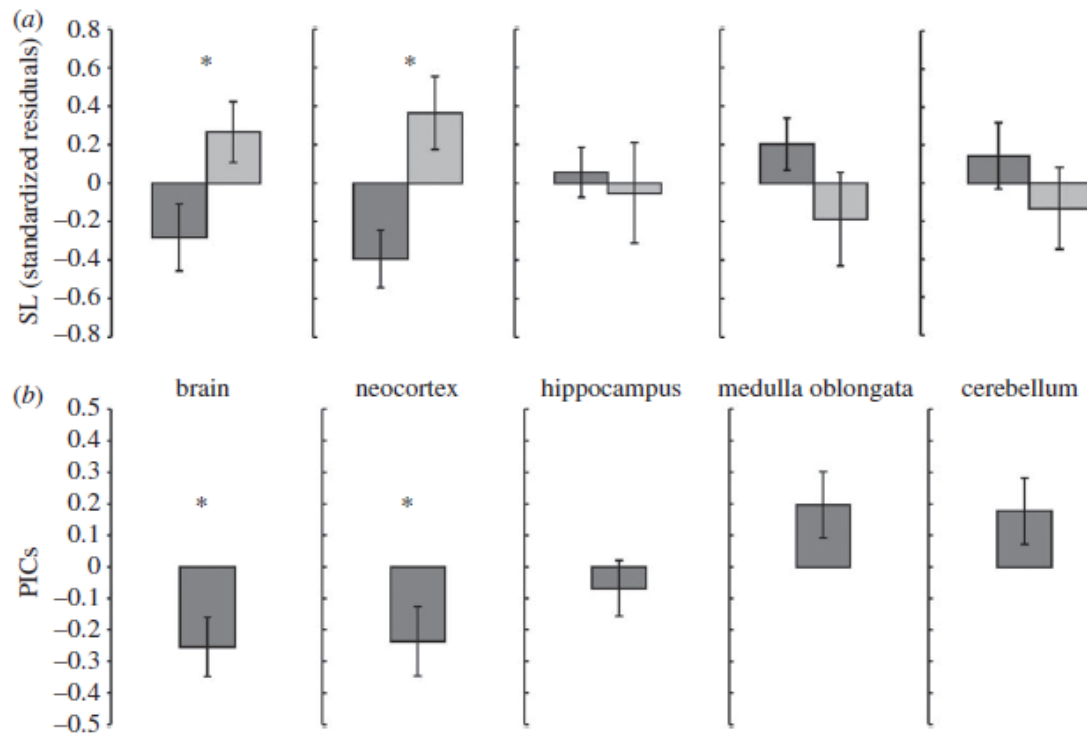 (a)
SL (standardized residuals)
0.8
0.6
0.4
0.2
0
–0.2
–0.4
–0.6
–0.8
*
*
brain
neocortex
hippocampus
medulla oblongata
cerebellum
(b)
PICs
0.5
0.4
0.3
0.2
0.1
0
–0.1
–0.2
–0.3
–0.4
–0.5
*
*